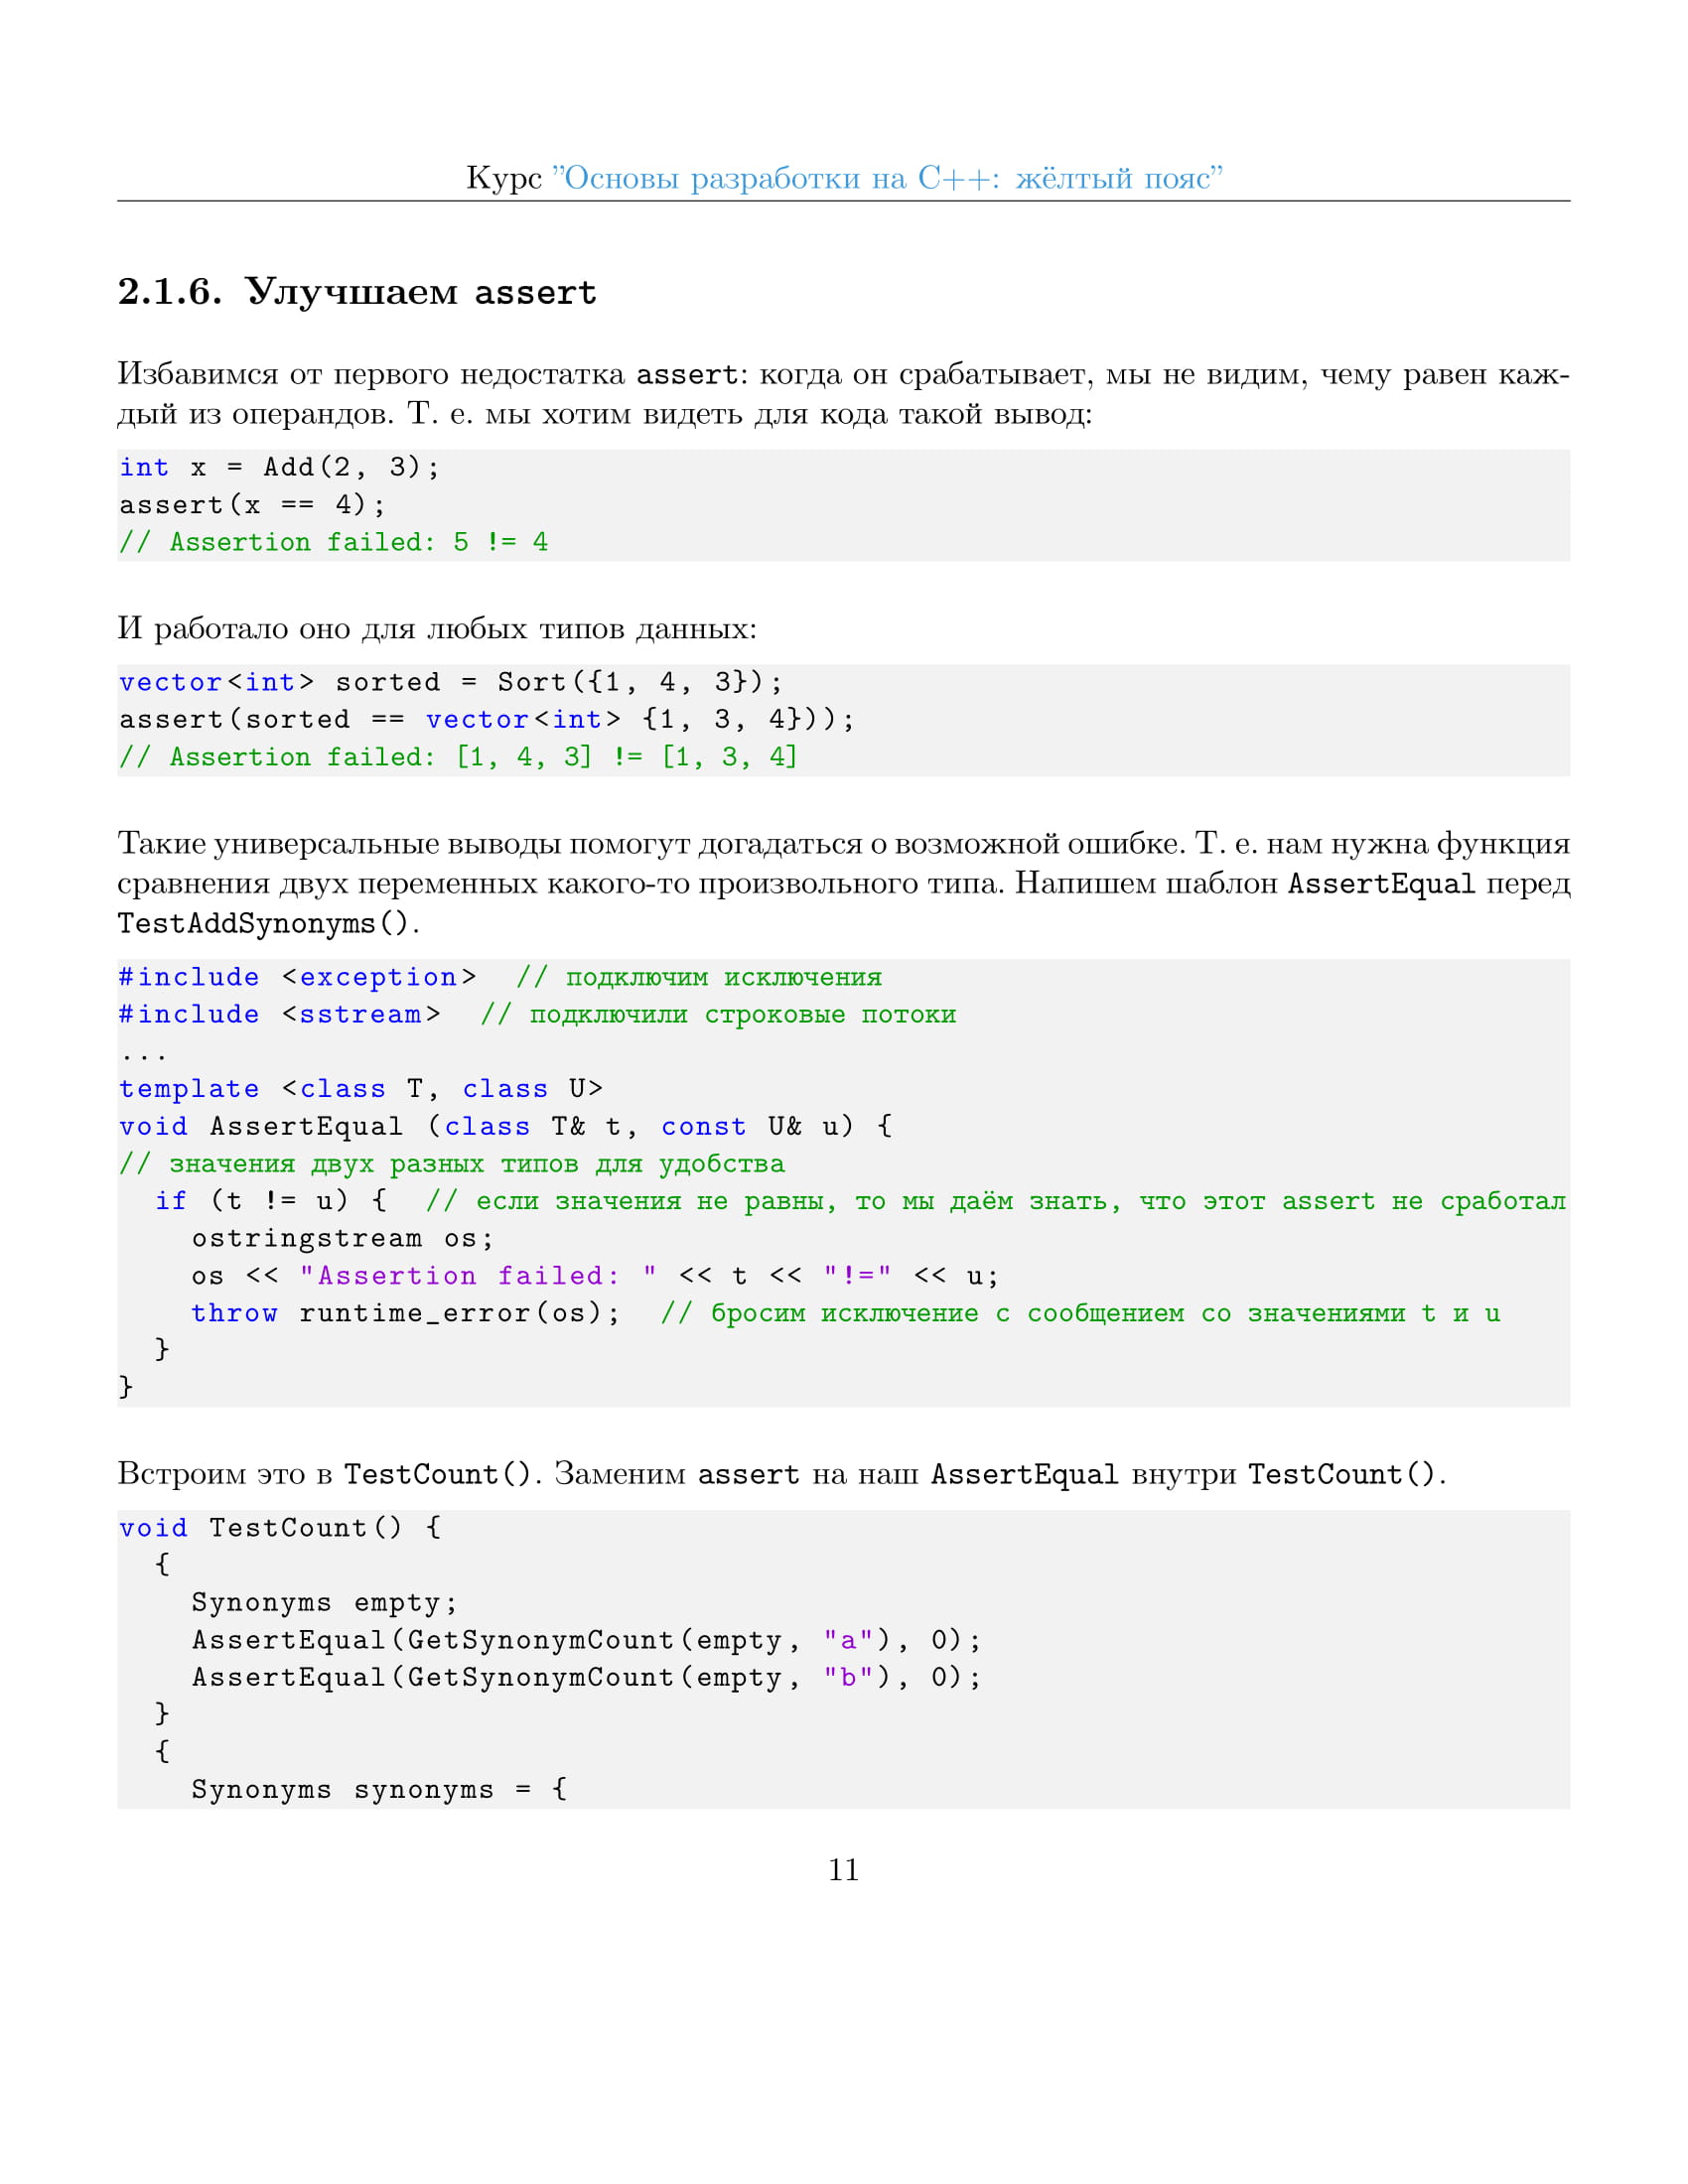 Курс ”Основы разработки на C++: жёлтый пояс”
2.1.6. Улучшаем assert
Избавимся от первого недостатка assert: когда он срабатывает, мы не видим, чему равен каж-
дый из операндов. Т. е. мы хотим видеть для кода такой вывод:
int x = Add(2, 3);
assert(x == 4);
// Assertion failed: 5 != 4
И работало оно для любых типов данных:
vector<int> sorted = Sort({1, 4, 3});
assert(sorted == vector<int> {1, 3, 4}));
// Assertion failed: [1, 4, 3] != [1, 3, 4]
Такие универсальные выводы помогут догадаться о возможной ошибке. Т. е. нам нужна функция
сравнения двух переменных какого-то произвольного типа. Напишем шаблон AssertEqual перед
TestAddSynonyms().
#include <exception>  // подключим исключения
#include <sstream>  // подключили строковые потоки
...
template <class T, class U>
void AssertEqual (class T& t, const U& u) {
// значения двух разных типов для удобства
  if (t != u) {  // если значения не равны, то мы даём знать, что этот assert не сработал
    ostringstream os;
    os << "Assertion failed: " << t << "!=" << u;
    throw runtime_error(os);  // бросим исключение с сообщением со значениями t и u
  }
}
Встроим это в TestCount(). Заменим assert на наш AssertEqual внутри TestCount().
void TestCount() {
  {
    Synonyms empty;
    AssertEqual(GetSynonymCount(empty, "a"), 0);
    AssertEqual(GetSynonymCount(empty, "b"), 0);
  }
  {
    Synonyms synonyms = {
11